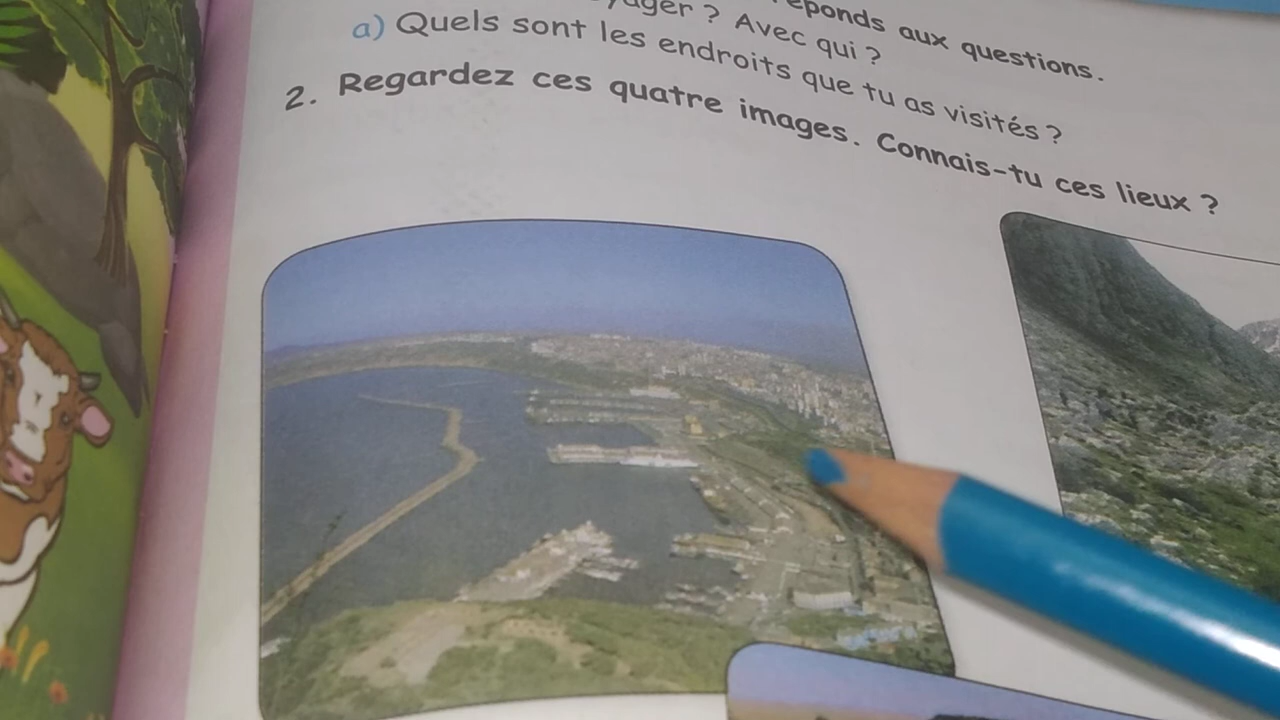 réponds aux questions.
yager ? Avec qui ?
a) Quels sont les endroits que tu as visités ?
2. Regardez ces quatre images. Connais-tu ces lieux ?